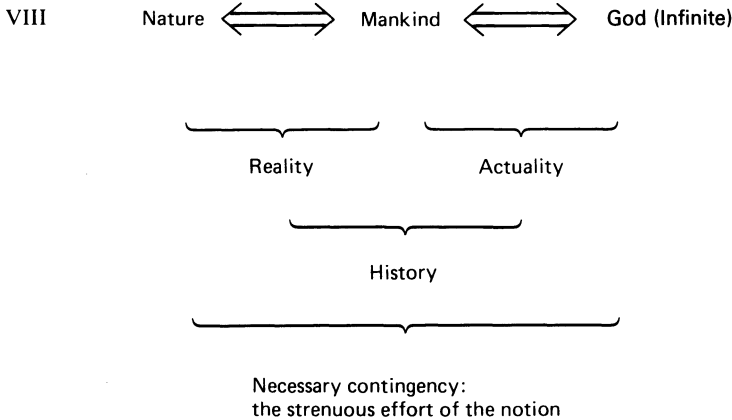 VIII Nature Mankind God (Infinite)
Reality Actuality
History
Necessary contingency:
the strenuous effort of the notion